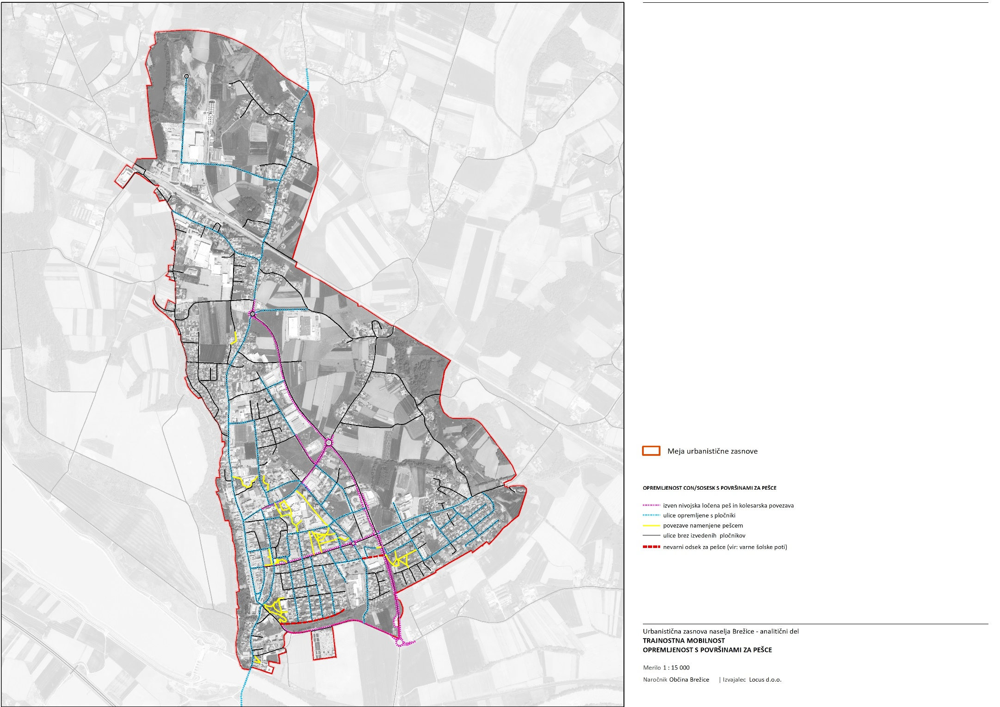 Meja urbanistične zasnove
OPREMLJENOST CON/SOSESK S POVRŠINAMI ZA PEŠCE
izven nivojska ločena peš in kolesarska povezava
ulice opremljene s pločniki
povezave namenjene pešcem
ulice brez izvedenih pločnikov
nevarni odsek za pešce (vir: varne šolske poti)
Urbanistična zasnova naselja Brežice - analitični del
TRAJNOSTNA MOBILNOST
OPREMLJENOST S POVRŠINAMI ZA PEŠCE
Merilo 1 : 15 000
Naročnik Občina Brežice | Izvajalec Locus d.o.o.